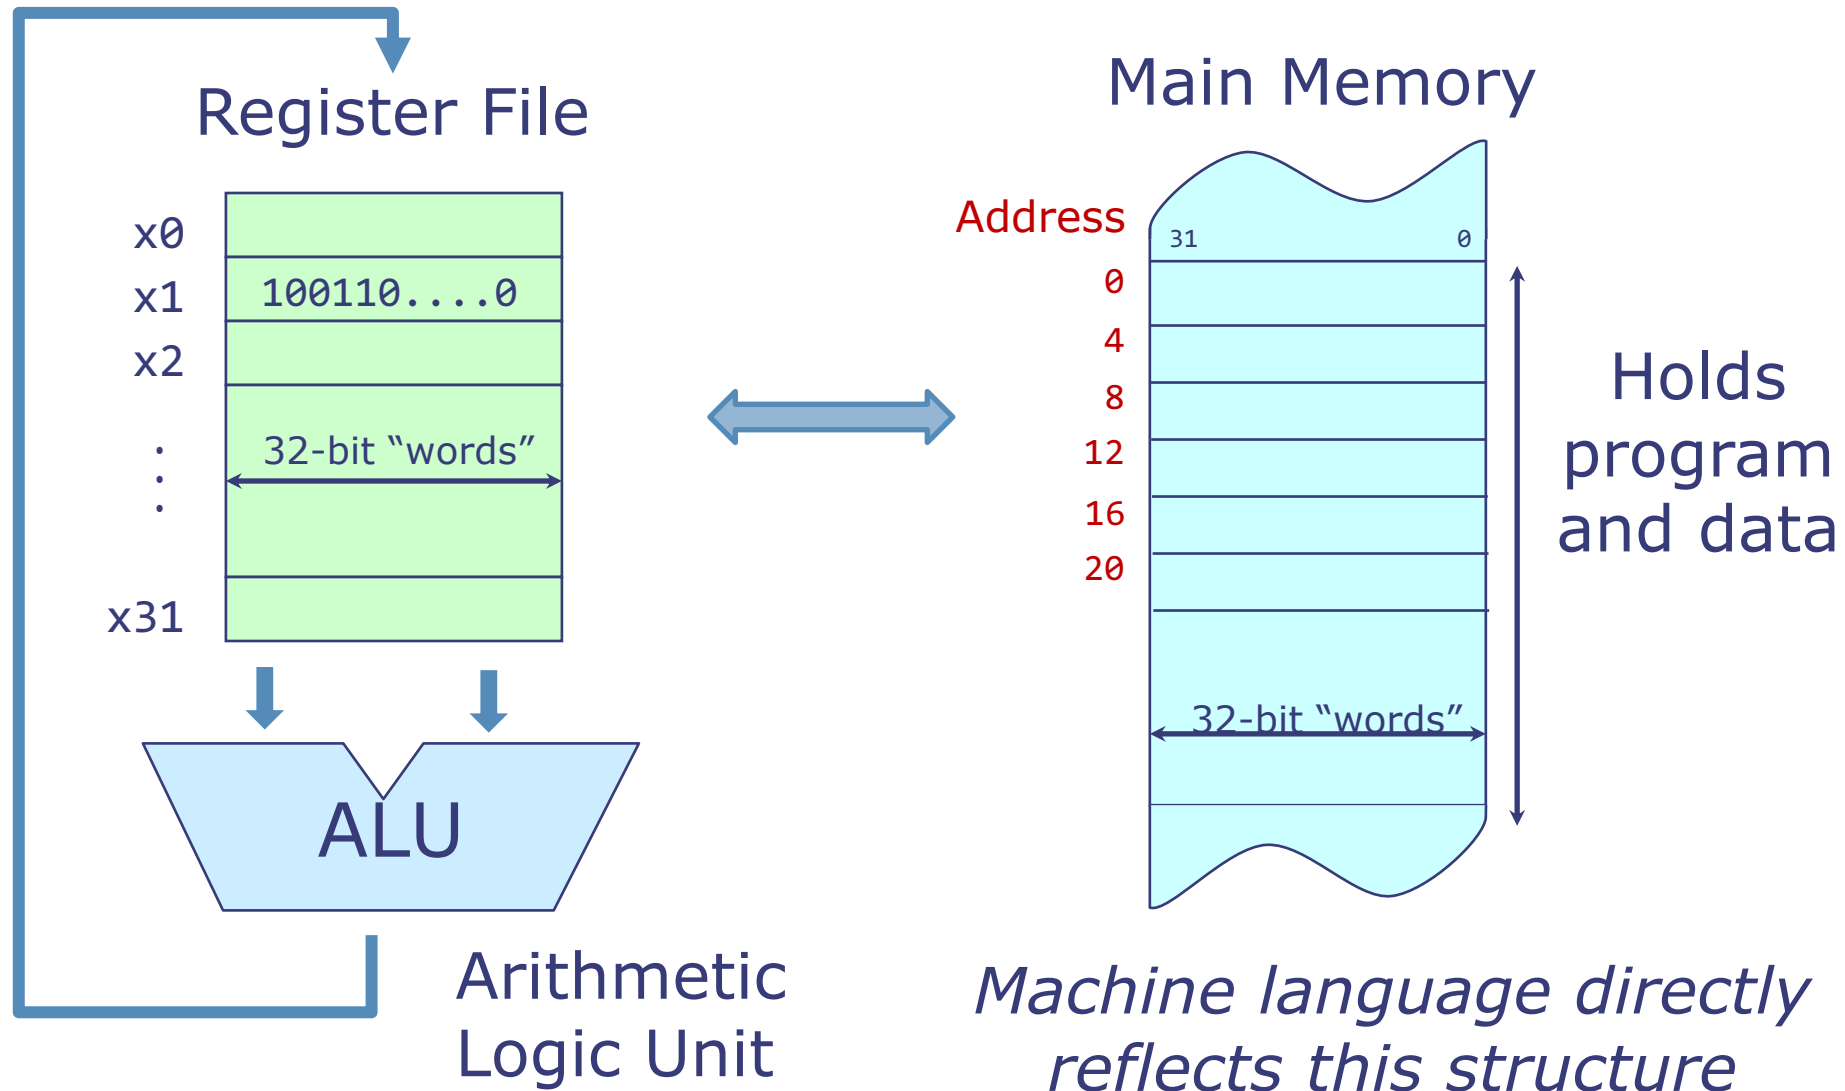 Register File
x0
x1
100110....0
x2
.
.
.
32-bit “words”
x31
ALU
Arithmetic
Logic Unit
Main Memory
Address
31 0
0
4
8
12
16
20
32-bit “words”
Holds
program
and data
Machine language directly
reflects this structure